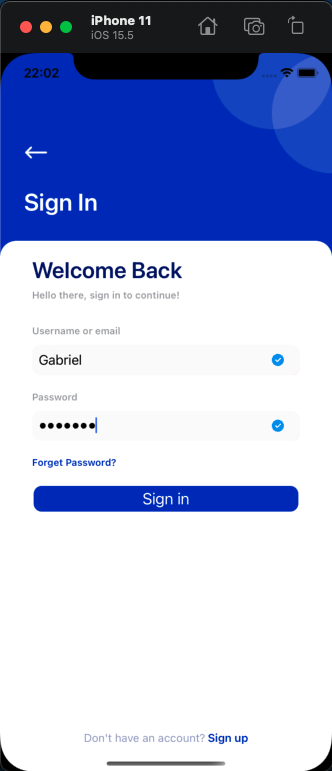 iPhone 11
iOS 15.5
22:02
Sign In
Welcome Back
Hello there, sign in to continue!
Username or email
Gabriel
Password
•••••••
Forget Password?
Sign in
Don't have an account? Sign up